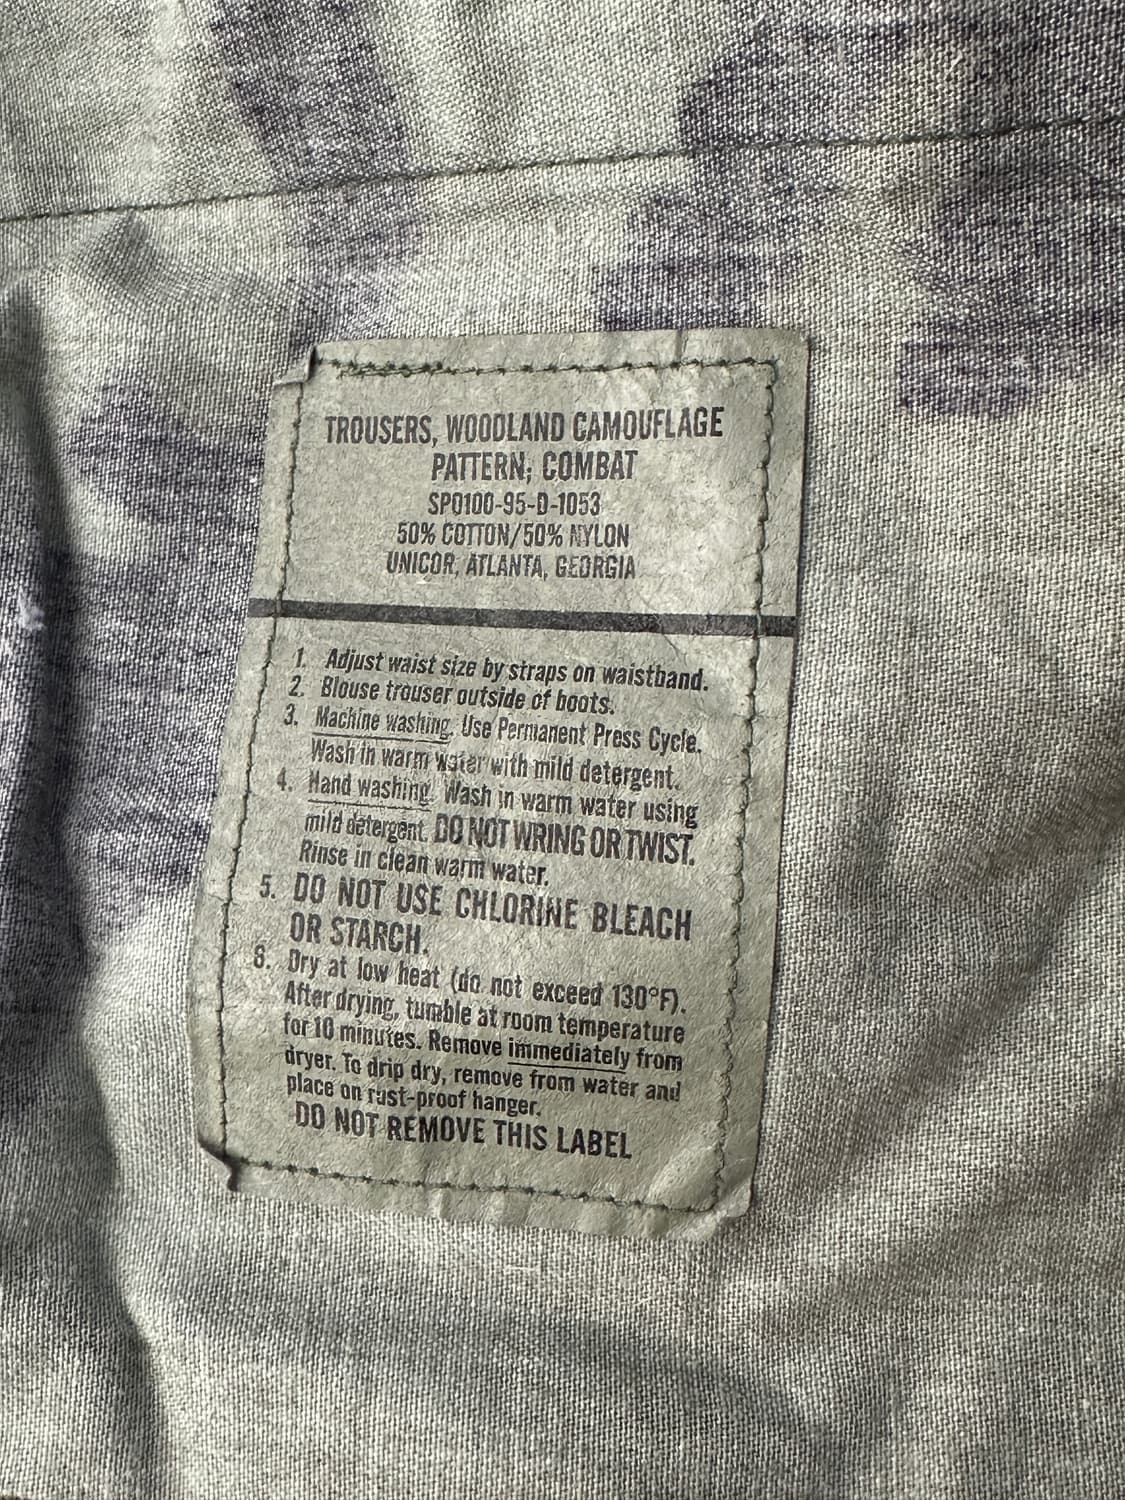 TROUSERS, WOODLAND CAMOUFLAGE
PATTERN; COMBAT
SPO100-95-D-1053
50% COTTON/50% NYLON
UNICOR, ATLANTA, GEORGIA
1. Adjust waist size by straps on waistband.
2. Blouse trouser outside of boots.
3. Machine washing. Use Permanent Press Cycle.
Wash in warm water with mild detergent.
4. Hand washing. Wash in warm water using
mild detergent. DO NOT WRING OR TWIST.
Rinse in clean warm water.
5. DO NOT USE CHLORINE BLEACH
OR STARCH.
6. Dry at low heat (do not exceed 130°F).
After drying, tumble at room temperature
for 10 minutes. Remove immediately from
dryer. To drip dry, remove from water and
place on rust-proof hanger.
DO NOT REMOVE THIS LABEL